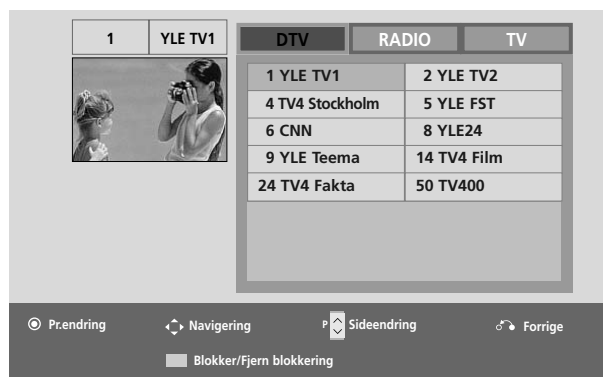 1 YLE TV1
DTV RADIO TV
1 YLE TV1 2 YLE TV2
4 TV4 Stockholm 5 YLE FST
6 CNN 8 YLE24
9 YLE Teema 14 TV4 Film
24 TV4 Fakta 50 TV400
Pr.endring Navigering P Sideendring Forrige
Blokker/Fjern blokkering